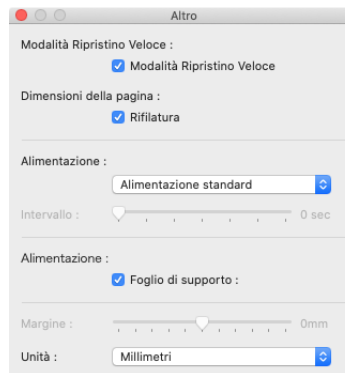 Altro
Modalità Ripristino Veloce :
Modalità Ripristino Veloce
Dimensioni della pagina :
Rifilatura
Alimentazione :
Alimentazione standard
Intervallo : 0 sec
Alimentazione :
Foglio di supporto :
Margine : 0mm
Unità : Millimetri